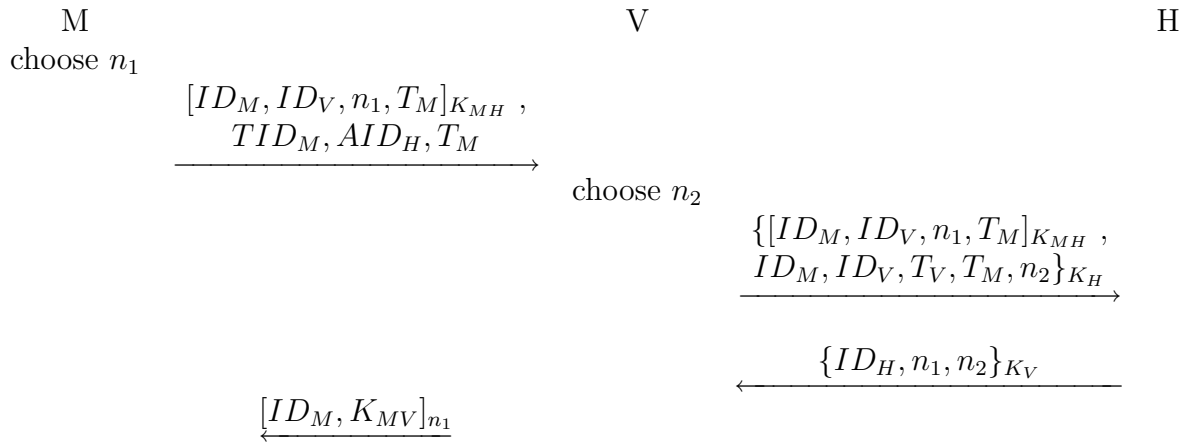 M V H
choose $n_1$
$[ID_M, ID_V, n_1, T_M]_{K_{MH}}$ ,
$TID_M, AID_H, T_M$
choose $n_2$
$\{[ID_M, ID_V, n_1, T_M]_{K_{MH}}$ ,
$ID_M, ID_V, T_V, T_M, n_2\}_{K_H}$
$\{ID_H, n_1, n_2\}_{K_V}$
$[ID_M, K_{MV}]_{n_1}$